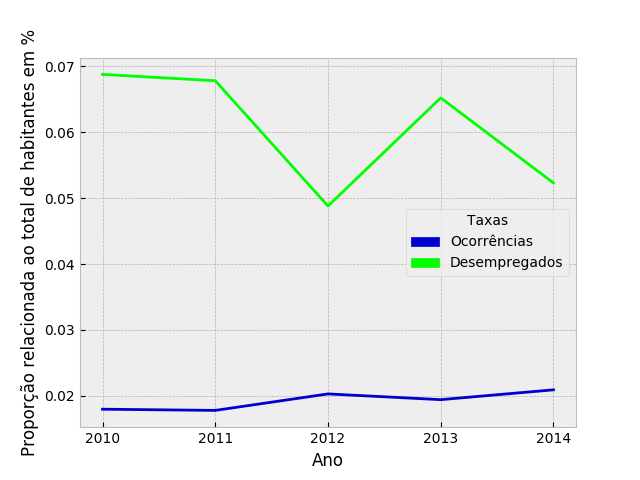 Proporção relacionada ao total de habitantes em %
0.07
0.06
0.05
0.04
0.03
0.02
Taxas
Ocorrências
Desempregados
2010 2011 2012 2013 2014
Ano